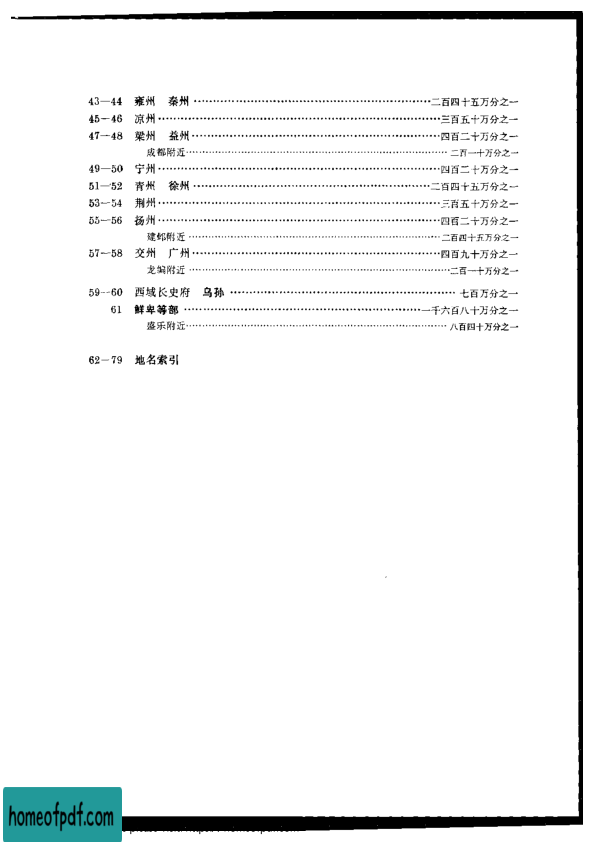 43—44 雍州 秦州 ⋯⋯⋯⋯⋯⋯⋯⋯ 二百四十五万分之一
45—46 凉州 ⋯⋯⋯⋯⋯⋯⋯⋯ 三百五十万分之一
47—48 梁州 益州 ⋯⋯⋯⋯⋯⋯⋯⋯ 四百二十万分之一
成都附近 ⋯⋯⋯⋯⋯⋯⋯⋯ 二百一十万分之一
49—50 宁州 ⋯⋯⋯⋯⋯⋯⋯⋯ 四百二十万分之一
51—52 青州 徐州 ⋯⋯⋯⋯⋯⋯⋯⋯ 二百四十五万分之一
53—54 荆州 ⋯⋯⋯⋯⋯⋯⋯⋯ 三百五十万分之一
55—56 扬州 ⋯⋯⋯⋯⋯⋯⋯⋯ 四百二十万分之一
建邺附近 ⋯⋯⋯⋯⋯⋯⋯⋯ 二百四十五万分之一
57—58 交州 广州 ⋯⋯⋯⋯⋯⋯⋯⋯ 四百九十万分之一
龙编附近 ⋯⋯⋯⋯⋯⋯⋯⋯ 二百一十万分之一
59—60 西域长史府 乌孙 ⋯⋯⋯⋯⋯⋯⋯⋯ 七百万分之一
61 鲜卑等部 ⋯⋯⋯⋯⋯⋯⋯⋯ 一千六百八十万分之一
盛乐附近 ⋯⋯⋯⋯⋯⋯⋯⋯ 八百四十万分之一
62—79 地名索引
homeofpdf.com